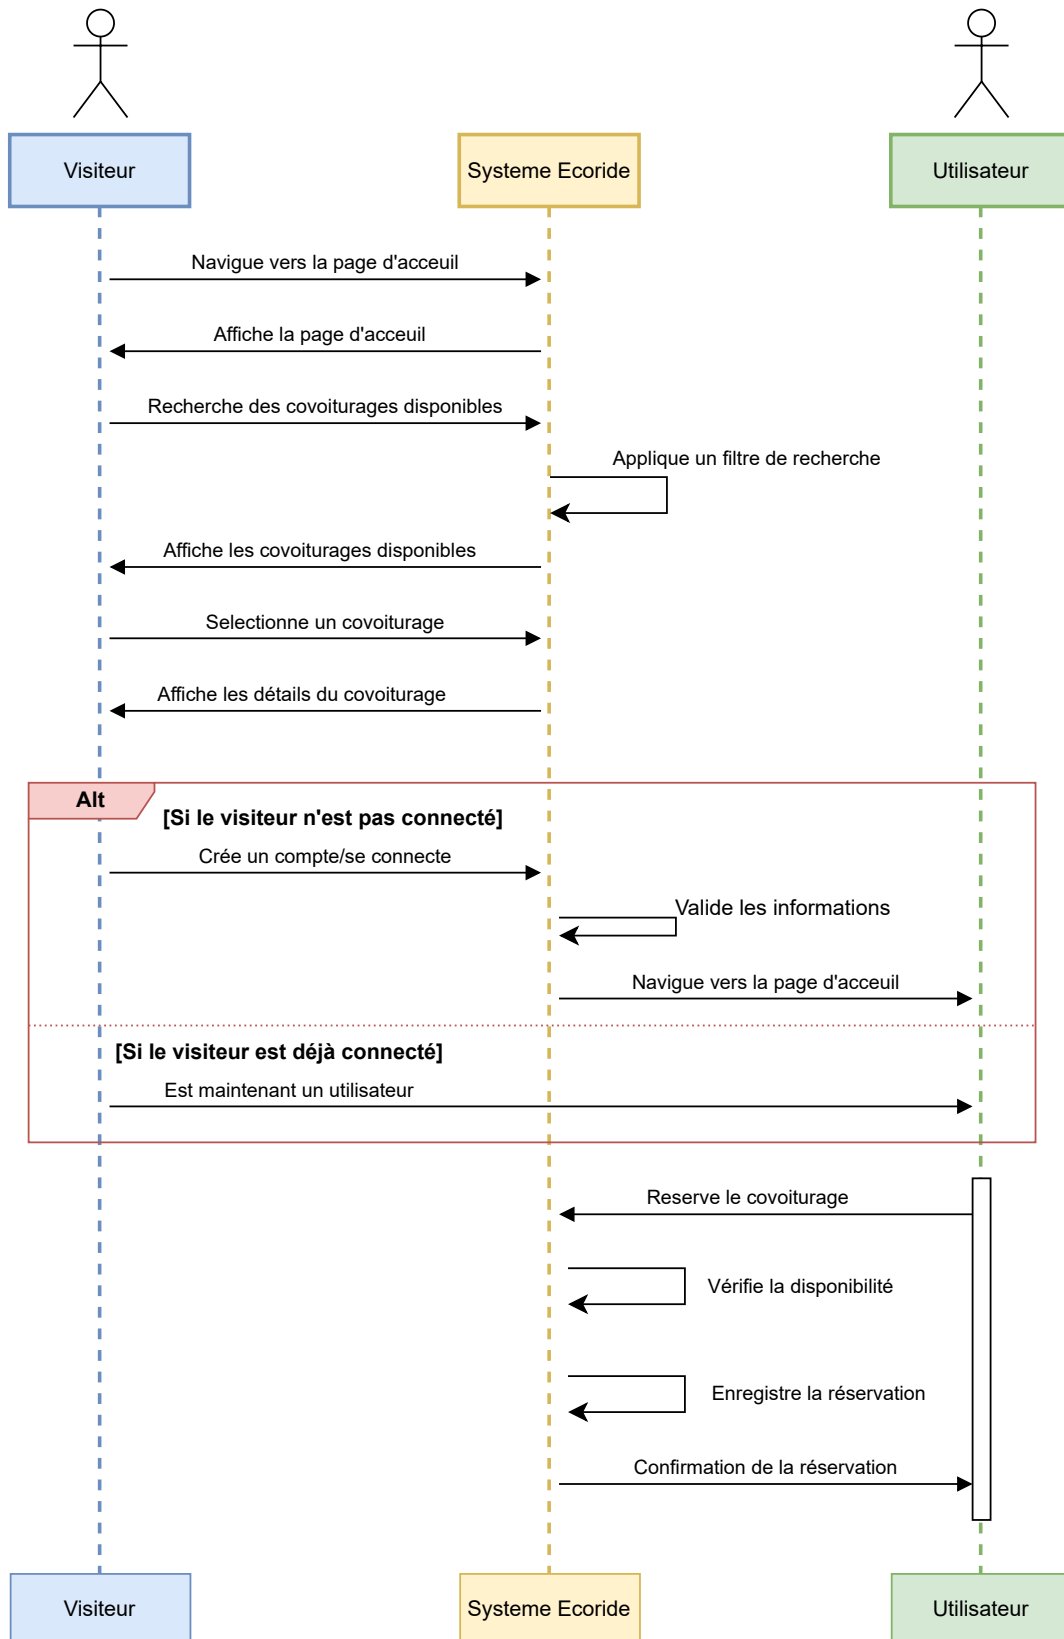 Visiteur
Systeme Ecoride
Utilisateur
Navigue vers la page d'acceuil
Affiche la page d'acceuil
Recherche des covoiturages disponibles
Applique un filtre de recherche
Affiche les covoiturages disponibles
Selectionne un covoiturage
Affiche les détails du covoiturage
Alt
[Si le visiteur n'est pas connecté]
Crée un compte/se connecte
Valide les informations
Navigue vers la page d'acceuil
[Si le visiteur est déjà connecté]
Est maintenant un utilisateur
Reserve le covoiturage
Vérifie la disponibilité
Enregistre la réservation
Confirmation de la réservation
Visiteur
Systeme Ecoride
Utilisateur